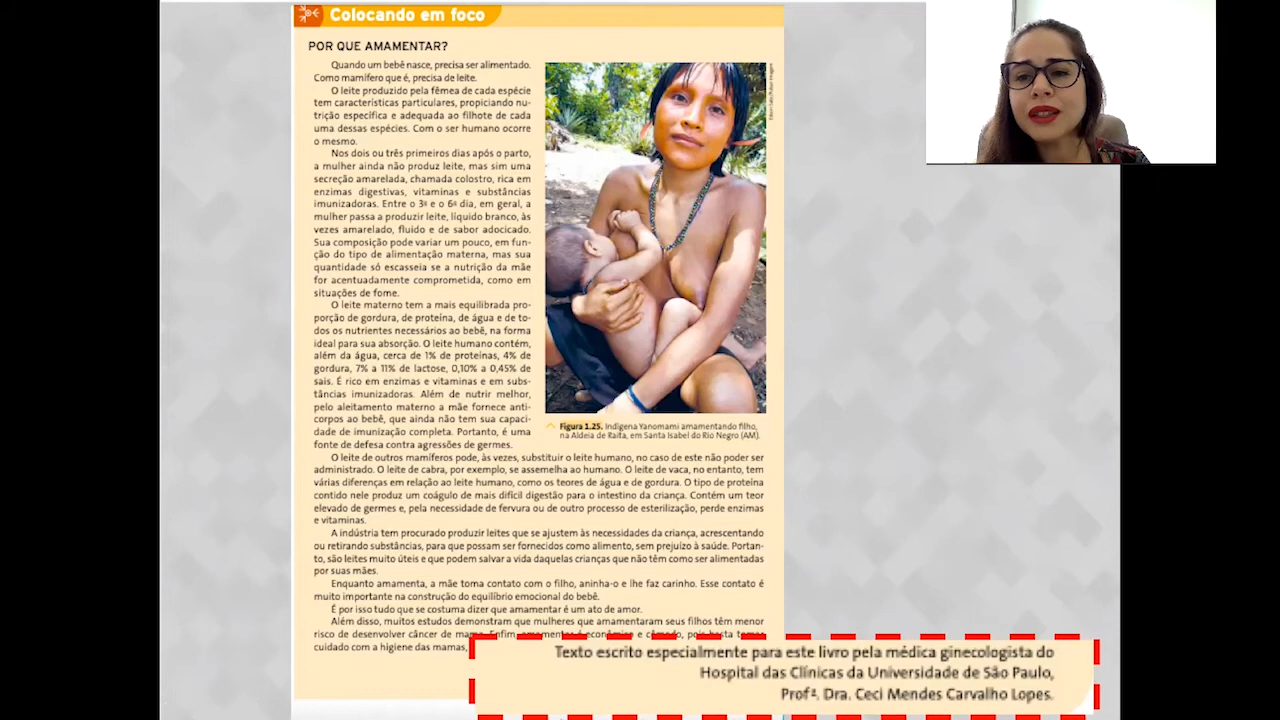 Colocando em foco
POR QUE AMAMENTAR?
Quando um bebê nasce, precisa ser alimentado.
Como mamífero que é, precisa de leite.
O leite produzido pela fêmea de cada espécie
tem características particulares, propiciando nu-
trição específica e adequada ao filhote de cada
uma dessas espécies. Com o ser humano ocorre
o mesmo.
Nos dois ou três primeiros dias após o parto,
a mulher ainda não produz leite, mas sim uma
secreção amarelada, chamada colostro, rica em
enzimas digestivas, vitaminas e substâncias
imunizadoras. Entre o 3º e o 6º dia, em geral, a
mulher passa a produzir leite, líquido branco, às
vezes amarelado, fluido e de sabor adocicado.
Sua composição pode variar um pouco, em fun-
ção do tipo de alimentação materna, mas sua
quantidade só escasseia se a nutrição da mãe
for acentuadamente comprometida, como em
situações de fome.
O leite materno tem a mais equilibrada pro-
porção de gordura, de proteína, de água e de to-
dos os nutrientes necessários ao bebê, na forma
ideal para sua absorção. O leite humano contém,
além da água, cerca de 1% de proteínas, 4% de
gordura, 7% a 11% de lactose, 0,10% a 0,45% de
sais. É rico em enzimas e vitaminas e em subs-
tâncias imunizadoras. Além de nutrir melhor,
pelo aleitamento materno a mãe fornece anti-
corpos ao bebê, que ainda não tem sua capaci-
dade de imunização completa. Portanto, é uma
fonte de defesa contra agressões de germes.
Figura 1.25. Indígena Yanomami amamentando filho,
na Aldeia de Raita, em Santa Isabel do Rio Negro (AM).
O leite de outros mamíferos pode, às vezes, substituir o leite humano, no caso de este não poder ser
administrado. O leite de cabra, por exemplo, se assemelha ao humano. O leite de vaca, no entanto, tem
várias diferenças em relação ao leite humano, como os teores de água e de gordura. O tipo de proteína
contido nele produz um coágulo de mais difícil digestão para o intestino da criança. Contém um teor
elevado de germes e, pela necessidade de fervura ou de outro processo de esterilização, perde enzimas
e vitaminas.
A indústria tem procurado produzir leites que se ajustem às necessidades da criança, acrescentando
ou retirando substâncias, para que possam ser fornecidos como alimento, sem prejuízo à saúde. Portan-
to, são leites muito úteis e que podem salvar a vida daquelas crianças que não têm como ser alimentadas
por suas mães.
Enquanto amamenta, a mãe toma contato com o filho, aninha-o e lhe faz carinho. Esse contato é
muito importante na construção do equilíbrio emocional do bebê.
É por isso tudo que se costuma dizer que amamentar é um ato de amor.
Além disso, muitos estudos demonstram que mulheres que amamentaram seus filhos têm menor
risco de desenvolver câncer de mama. Enfim, amamentar é econômico e cômodo, pois basta tomar
cuidado com a higiene das mamas,
Texto escrito especialmente para este livro pela médica ginecologista do
Hospital das Clínicas da Universidade de São Paulo,
Profª. Dra. Ceci Mendes Carvalho Lopes.